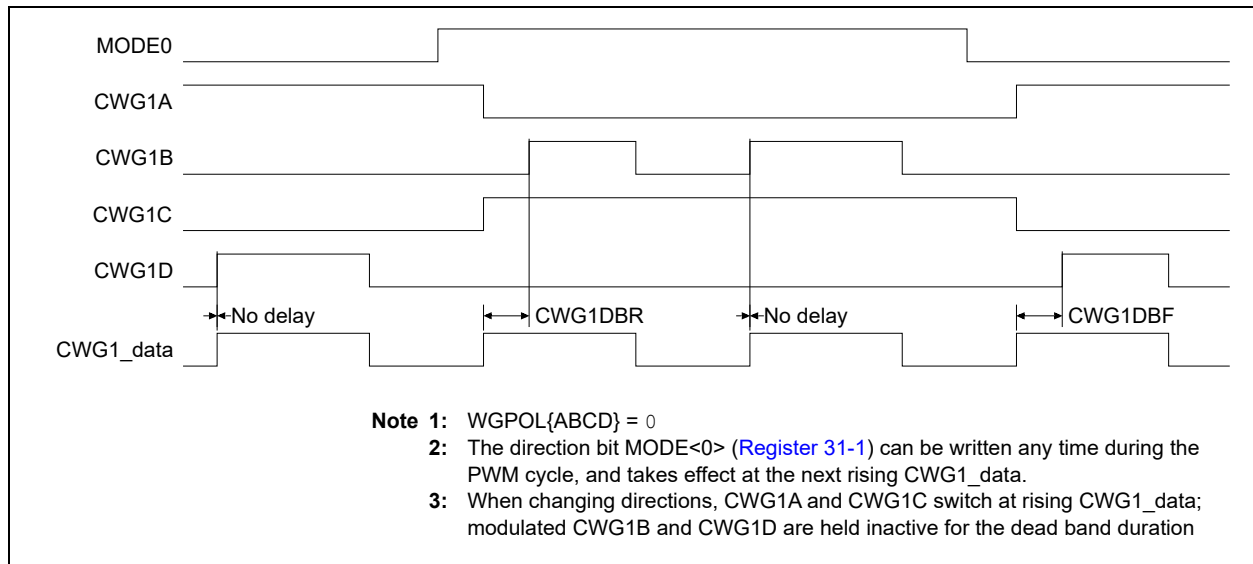 MODE0
CWG1A
CWG1B
CWG1C
CWG1D
No delay CWG1DBR No delay CWG1DBF
CWG1_data
Note 1: WGPOL{ABCD} = 0
2: The direction bit MODE<0> (Register 31-1) can be written any time during the
PWM cycle, and takes effect at the next rising CWG1_data.
3: When changing directions, CWG1A and CWG1C switch at rising CWG1_data;
modulated CWG1B and CWG1D are held inactive for the dead band duration